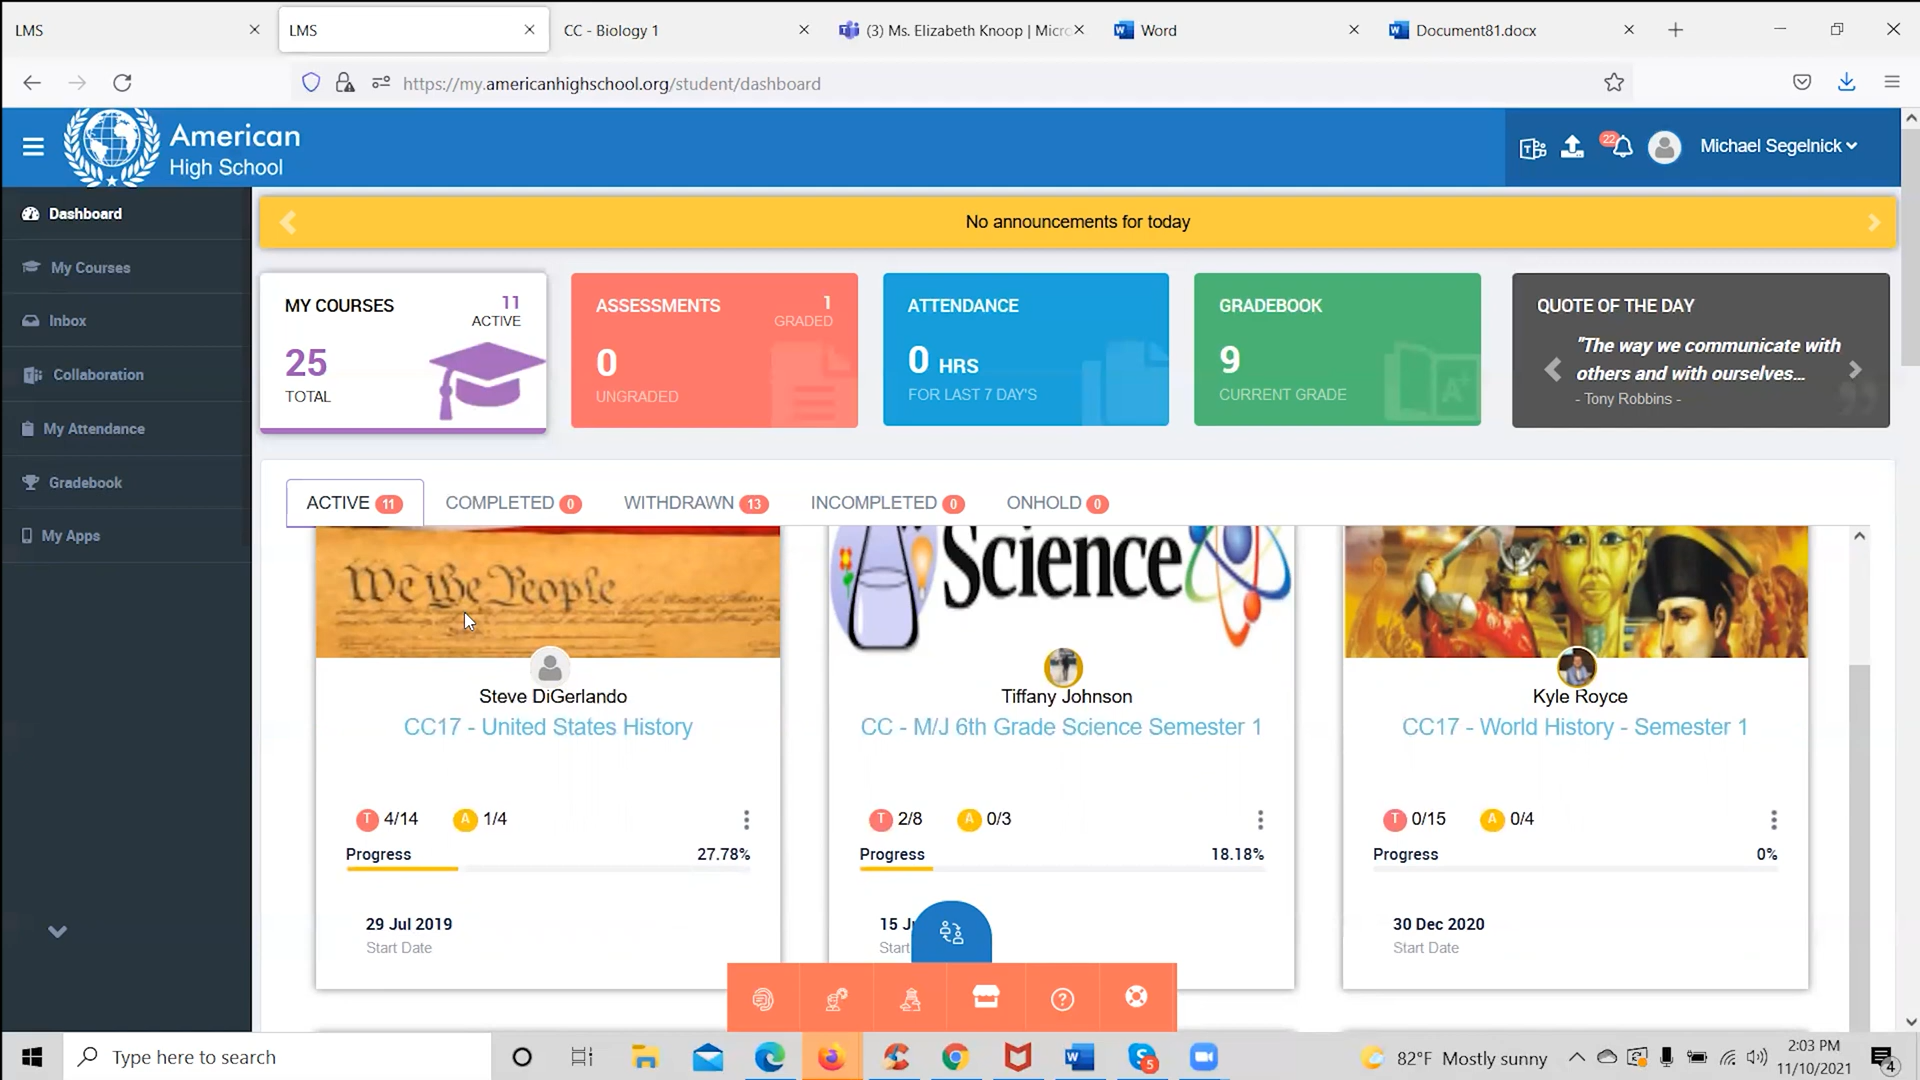 LMS
LMS
CC - Biology 1
(3) Ms. Elizabeth Knoop | Micro
Word
Document81.docx
https://my.americanhighschool.org/student/dashboard
American
High School
22
Michael Segelnick
Dashboard
My Courses
Inbox
Collaboration
My Attendance
Gradebook
My Apps
No announcements for today
MY COURSES
11
ACTIVE
25
TOTAL
ASSESSMENTS
1
GRADED
0
UNGRADED
ATTENDANCE
0 HRS
FOR LAST 7 DAY'S
GRADEBOOK
9
CURRENT GRADE
A+
QUOTE OF THE DAY
"The way we communicate with
others and with ourselves...
- Tony Robbins -
ACTIVE 11
COMPLETED 0
WITHDRAWN 13
INCOMPLETED 0
ONHOLD 0
We the People
Science
Steve DiGerlando
CC17 - United States History
T 4/14
A 1/4
Progress
27.78%
29 Jul 2019
Start Date
Tiffany Johnson
CC - M/J 6th Grade Science Semester 1
T 2/8
A 0/3
Progress
18.18%
15 J
Start
Kyle Royce
CC17 - World History - Semester 1
T 0/15
A 0/4
Progress
0%
30 Dec 2020
Start Date
Type here to search
5
82°F Mostly sunny
2:03 PM
11/10/2021
4